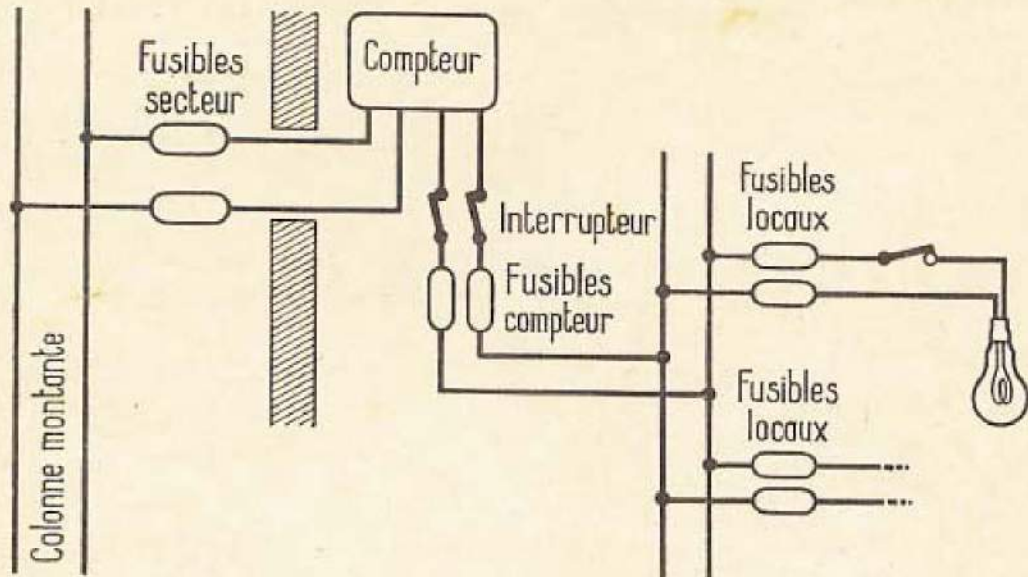 Fusibles
secteur
Compteur
Interrupteur
Fusibles
compteur
Fusibles
locaux
Fusibles
locaux
Colonne montante